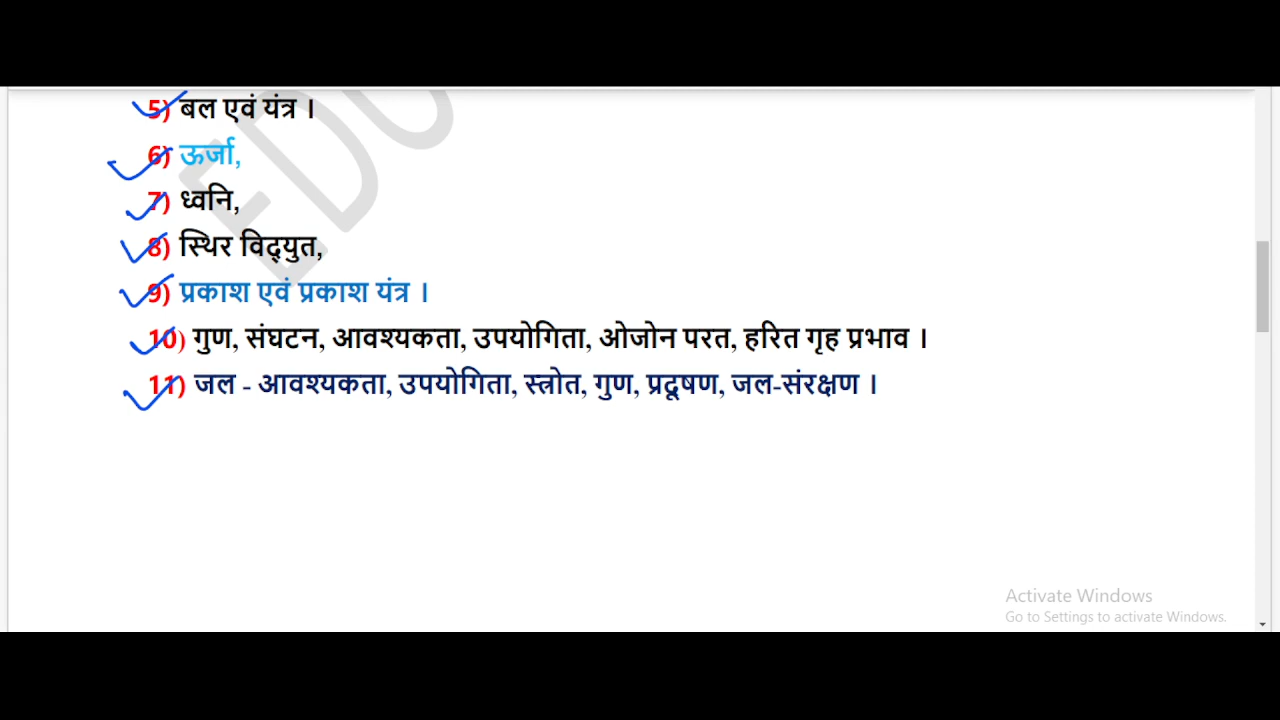 5) बल एवं यंत्र ।
6) ऊर्जा,
7) ध्वनि,
8) स्थिर विद्युत,
9) प्रकाश एवं प्रकाश यंत्र ।
10) गुण, संघटन, आवश्यकता, उपयोगिता, ओजोन परत, हरित गृह प्रभाव ।
11) जल - आवश्यकता, उपयोगिता, स्त्रोत, गुण, प्रदूषण, जल-संरक्षण ।
Activate Windows
Go to Settings to activate Windows.